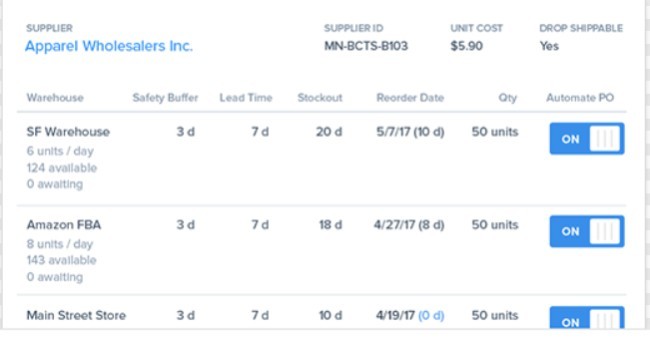 SUPPLIER SUPPLIER ID UNIT COST DROP SHIPPABLE
Apparel Wholesalers Inc. MN-BCTS-B103 $5.90 Yes
Warehouse Safety Buffer Lead Time Stockout Reorder Date Qty Automate PO
SF Warehouse 3 d 7 d 20 d 5/7/17 (10 d) 50 units ON
6 units / day
124 available
0 awaiting
Amazon FBA 3 d 7 d 18 d 4/27/17 (8 d) 50 units ON
8 units / day
143 available
0 awaiting
Main Street Store 3 d 7 d 10 d 4/19/17 (0 d) 50 units ON